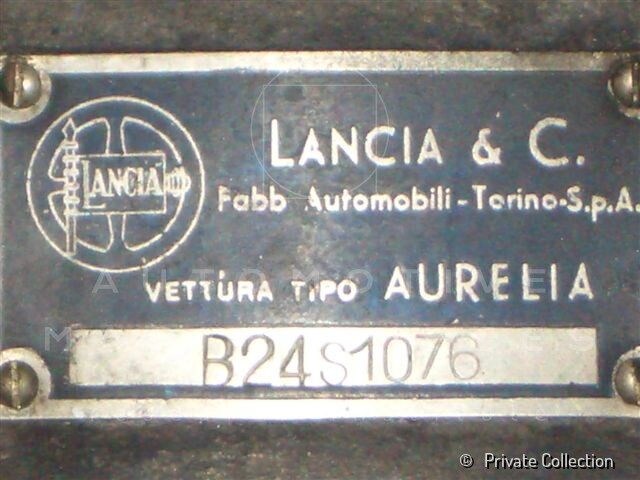 LANCIA
LANCIA & C.
Fabb Automobili - Torino - S.p.A.
VETTURA TIPO AURELIA
B24S1076
© Private Collection